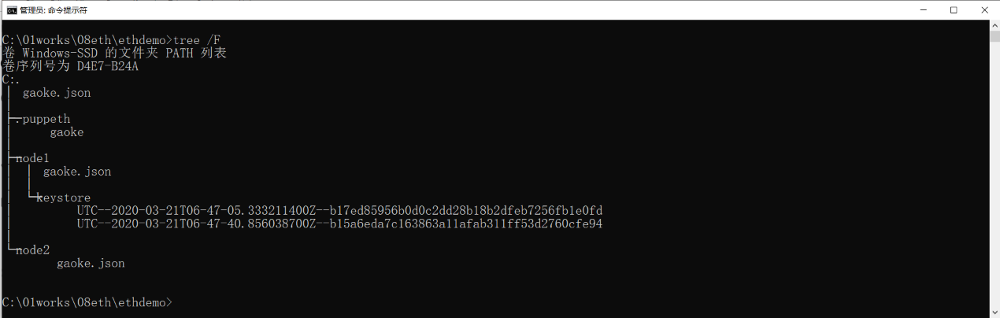 管理员: 命令提示符
C:\01works\08eth\ethdemo>tree /F
卷 Windows-SSD 的文件夹 PATH 列表
卷序列号为 D4E7-B24A
C:.
│  gaoke.json
│
├─.puppeth
│      gaoke
│
├─node1
│  │  gaoke.json
│  │
│  └─keystore
│          UTC--2020-03-21T06-47-05.333211400Z--b17ed85956b0d0c2dd28b18b2dfeb7256fb1e0fd
│          UTC--2020-03-21T06-47-40.856038700Z--b15a6eda7c163863a11afab311ff53d2760cfe94
│
└─node2
        gaoke.json
C:\01works\08eth\ethdemo>